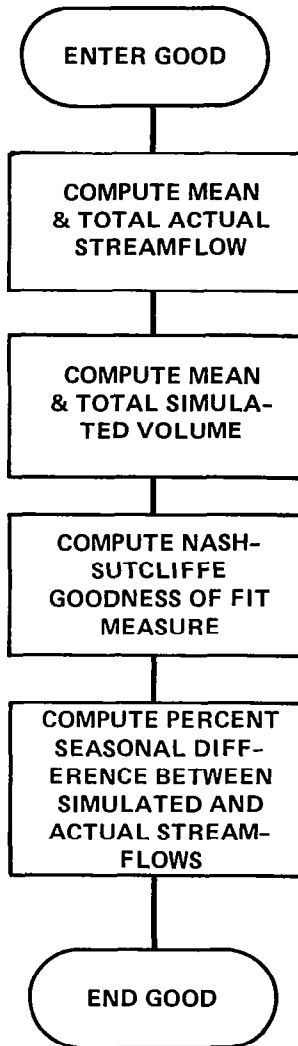 ENTER GOOD
COMPUTE MEAN
& TOTAL ACTUAL
STREAMFLOW
COMPUTE MEAN
& TOTAL SIMULA-
TED VOLUME
COMPUTE NASH-
SUTCLIFFE
GOODNESS OF FIT
MEASURE
COMPUTE PERCENT
SEASONAL DIFF-
ERENCE BETWEEN
SIMULATED AND
ACTUAL STREAM-
FLOWS
END GOOD